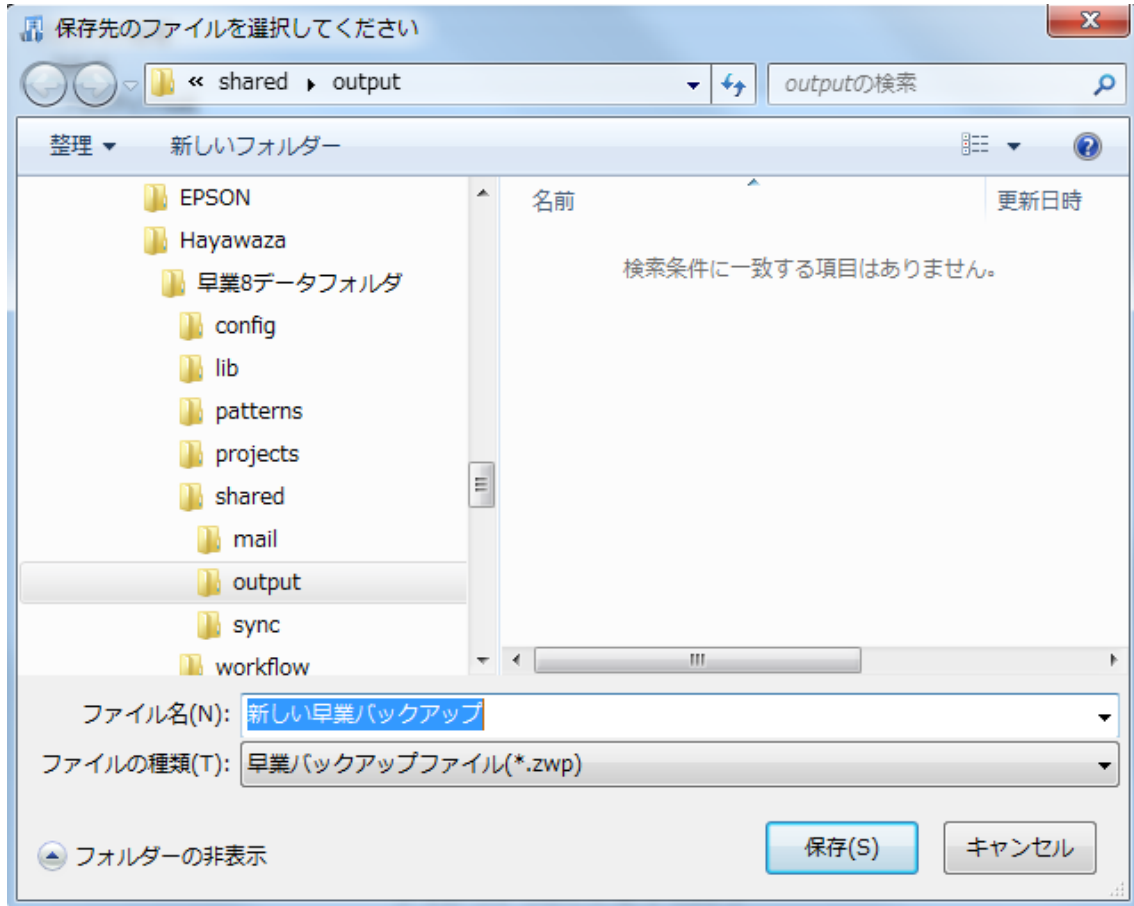 保存先のファイルを選択してください
« shared ▸ output
outputの検索
整理
新しいフォルダー
名前
更新日時
検索条件に一致する項目はありません。
EPSON
Hayawaza
早業8データフォルダ
config
lib
patterns
projects
shared
mail
output
sync
workflow
ファイル名(N): 新しい早業バックアップ
ファイルの種類(T): 早業バックアップファイル(*.zwp)
フォルダーの非表示
保存(S)
キャンセル